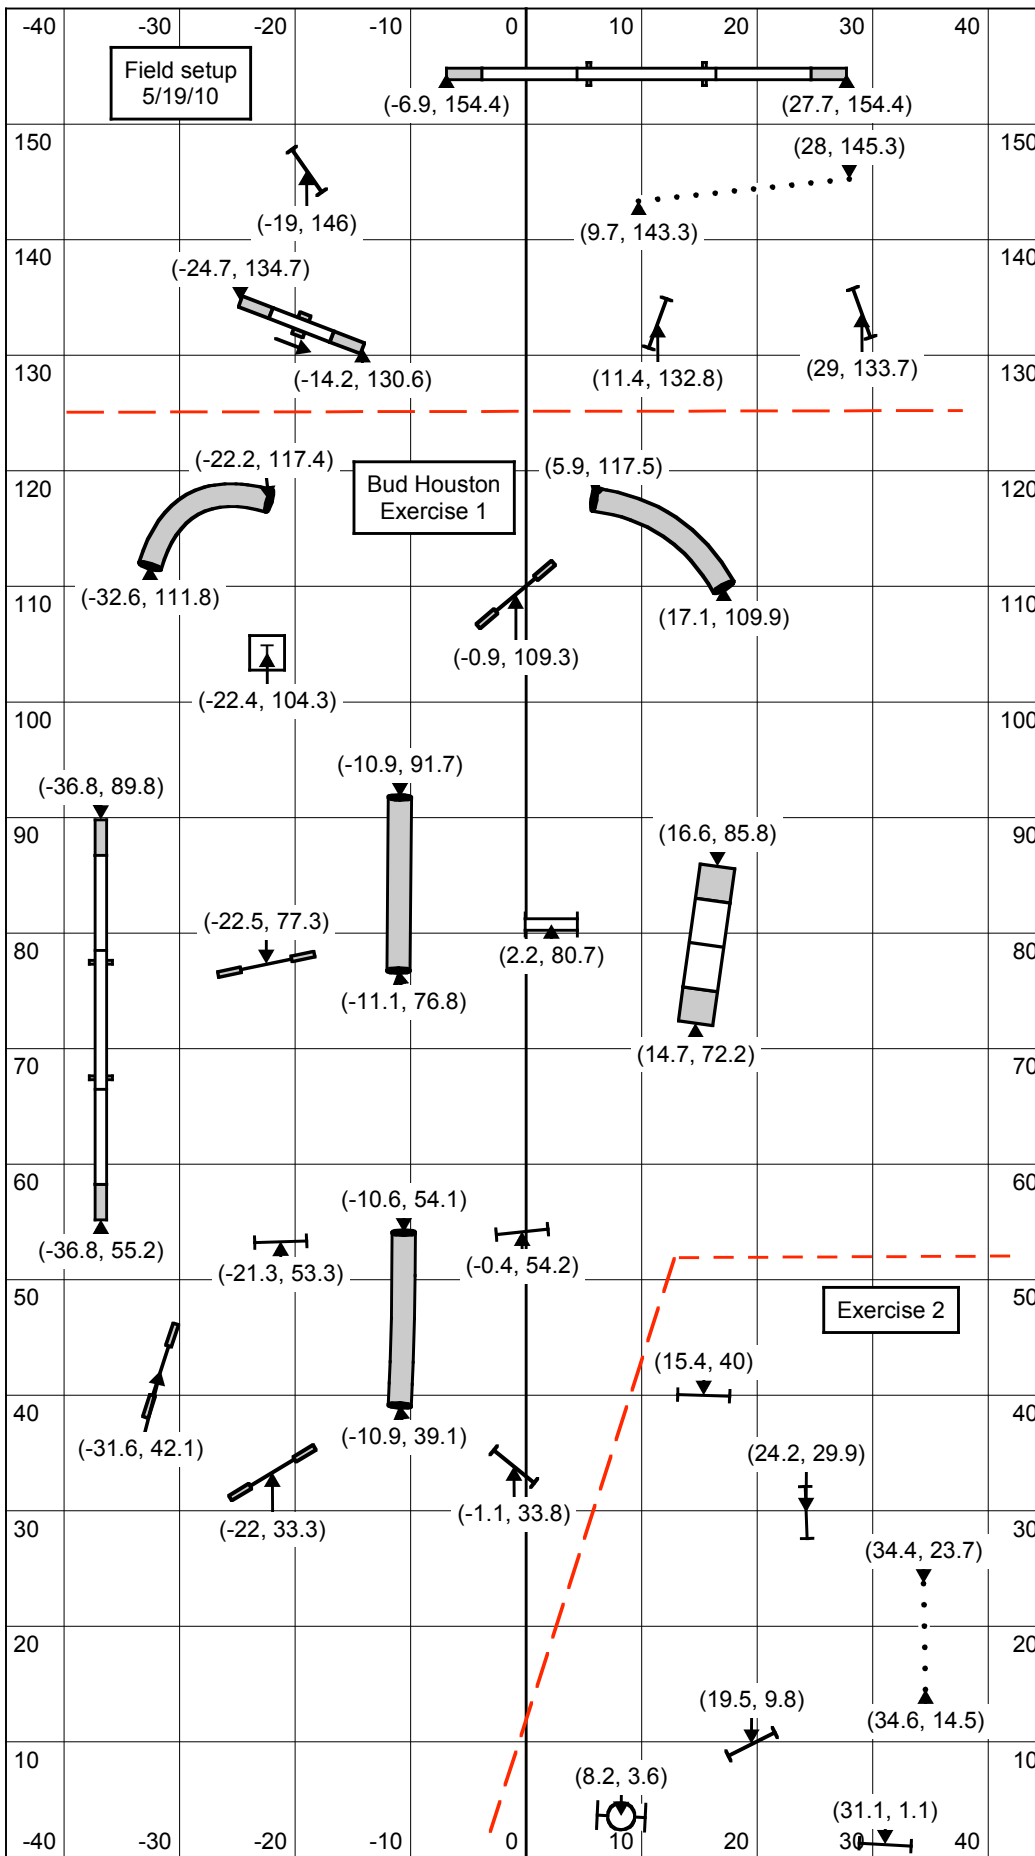 -40 -30 -20 -10 0 10 20 30 40
Field setup
5/19/10
(-6.9, 154.4) (27.7, 154.4)
150 (28, 145.3) 150
(-19, 146) (9.7, 143.3)
140 140
(-24.7, 134.7)
130 (-14.2, 130.6) (11.4, 132.8) (29, 133.7) 130
(-22.2, 117.4) (5.9, 117.5)
120 120
Bud Houston
Exercise 1
110 110
(-32.6, 111.8) (17.1, 109.9)
(-0.9, 109.3)
(-22.4, 104.3)
100 100
(-10.9, 91.7)
(-36.8, 89.8)
90 (16.6, 85.8) 90
(-22.5, 77.3)
80 (2.2, 80.7) 80
(-11.1, 76.8)
70 (14.7, 72.2) 70
60 60
(-10.6, 54.1)
(-36.8, 55.2) (-21.3, 53.3) (-0.4, 54.2)
50 50
Exercise 2
(15.4, 40)
40 40
(-31.6, 42.1) (-10.9, 39.1) (24.2, 29.9)
30 (-22, 33.3) (-1.1, 33.8) 30
(34.4, 23.7)
20 20
(19.5, 9.8) (34.6, 14.5)
10 10
(8.2, 3.6)
(31.1, 1.1)
-40 -30 -20 -10 0 10 20 30 40